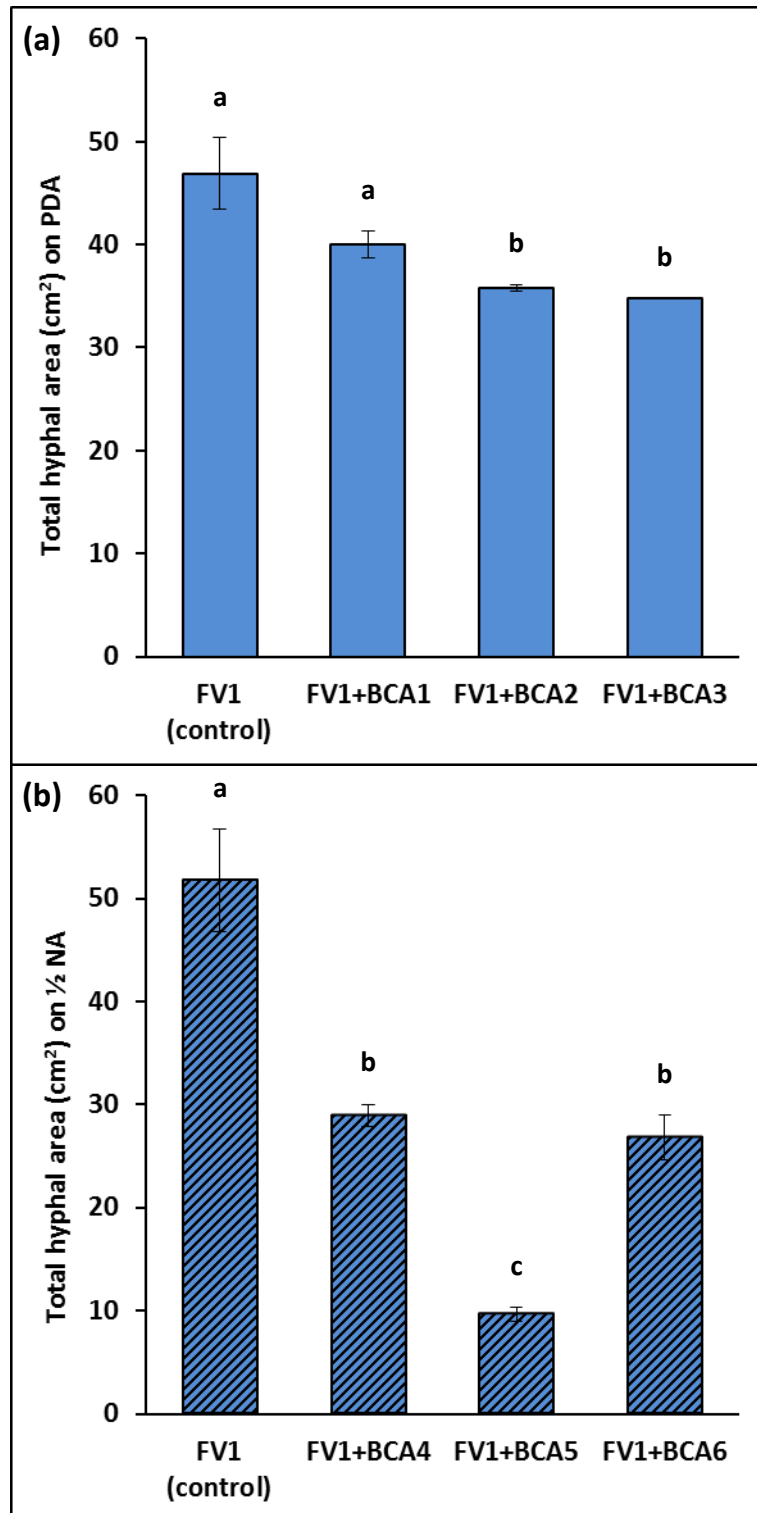 (a)
Total hyphal area (cm²) on PDA
60
50
40
30
20
10
0
a
a
b
b
FV1
(control)
FV1+BCA1
FV1+BCA2
FV1+BCA3
(b)
Total hyphal area (cm²) on ½ NA
60
50
40
30
20
10
0
a
b
c
b
FV1
(control)
FV1+BCA4
FV1+BCA5
FV1+BCA6